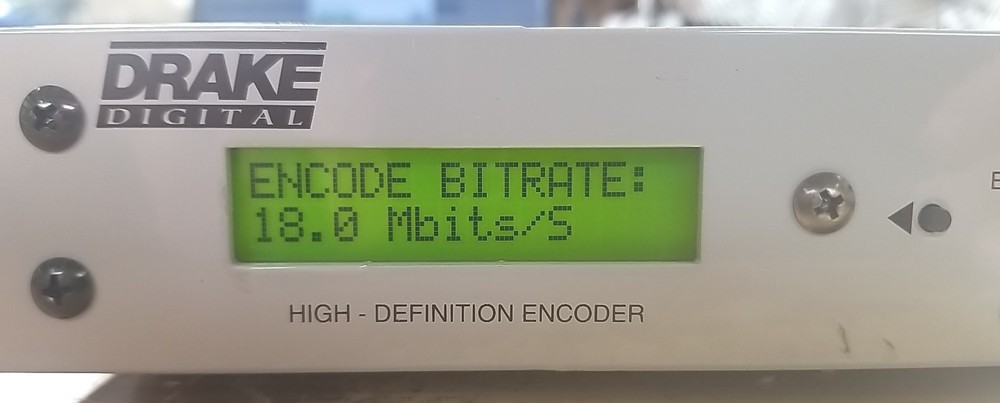 DRAKE
DIGITAL
ENCODE BITRATE:
18.0 Mbits/S
HIGH - DEFINITION ENCODER